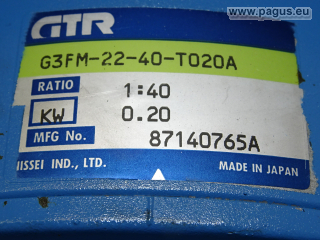 www.pagus.eu
GTR
G3FM-22-40-T020A
RATIO 1:40
KW 0.20
MFG No. 87140765A
NISSEI IND., LTD. MADE IN JAPAN